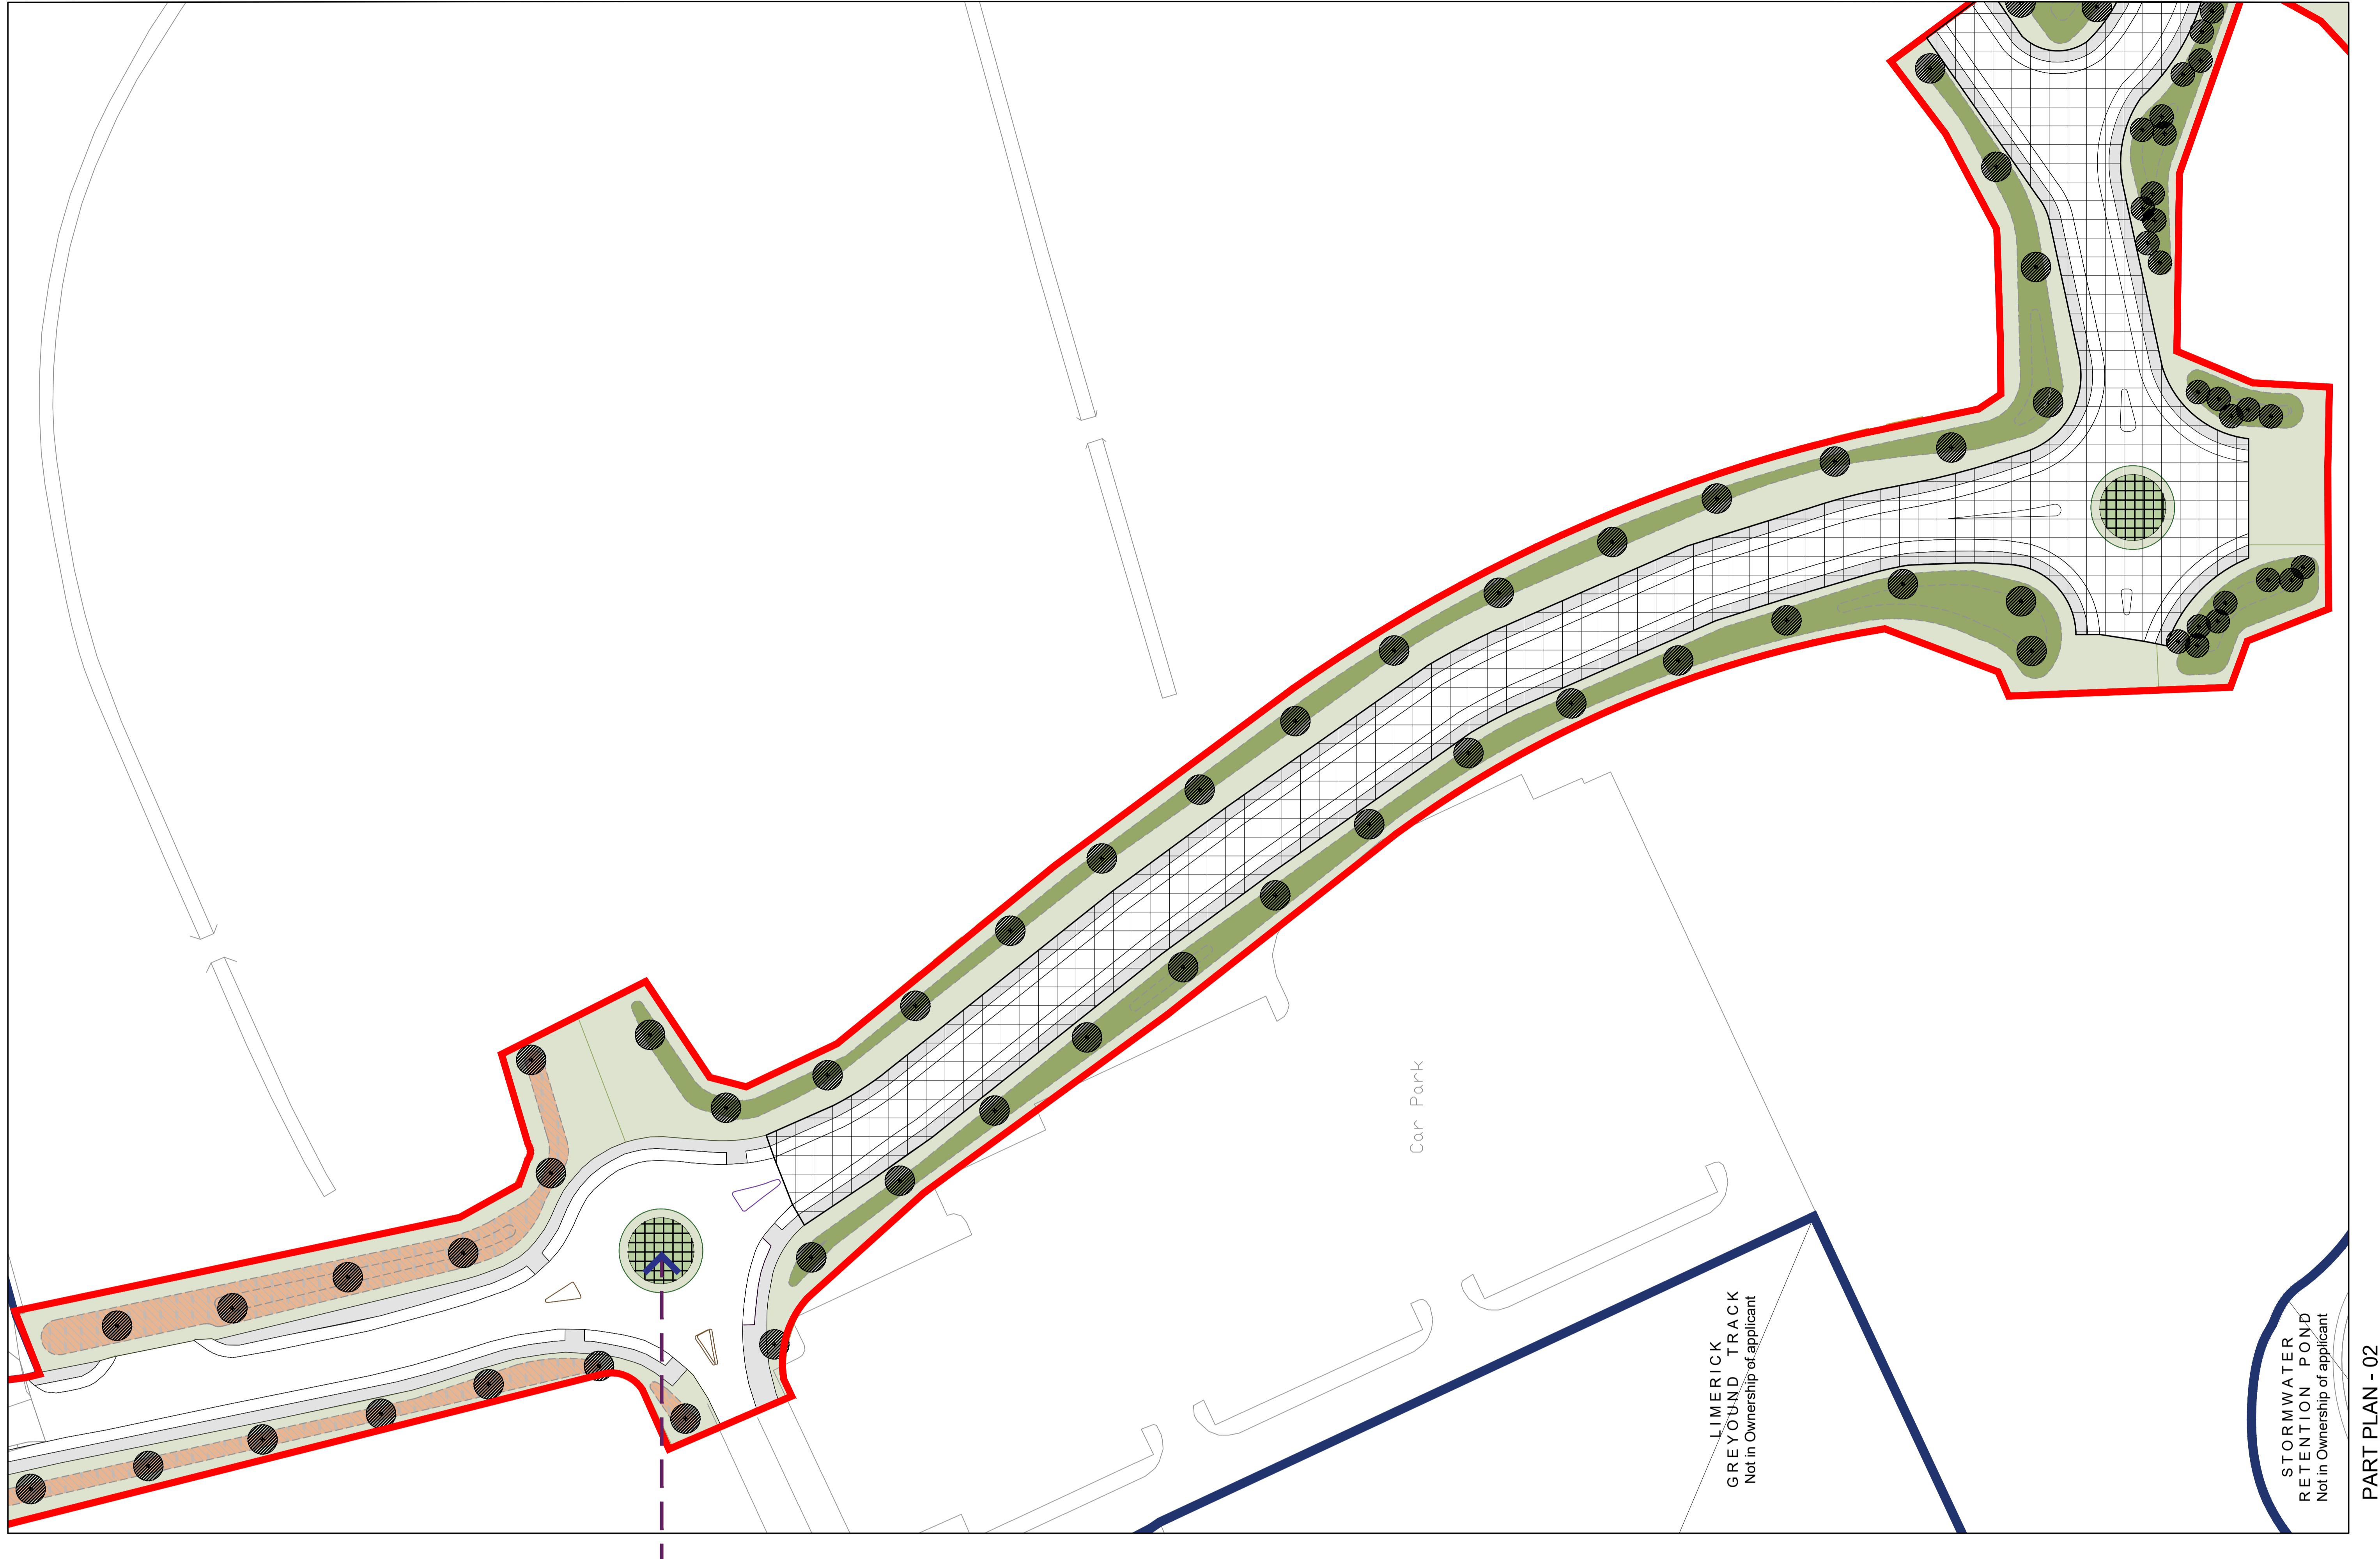 Car Park
LIMERICK
GREYOUND TRACK
Not in Ownership of applicant
STORMWATER
RETENTION POND
Not in Ownership of applicant
PART PLAN - 02